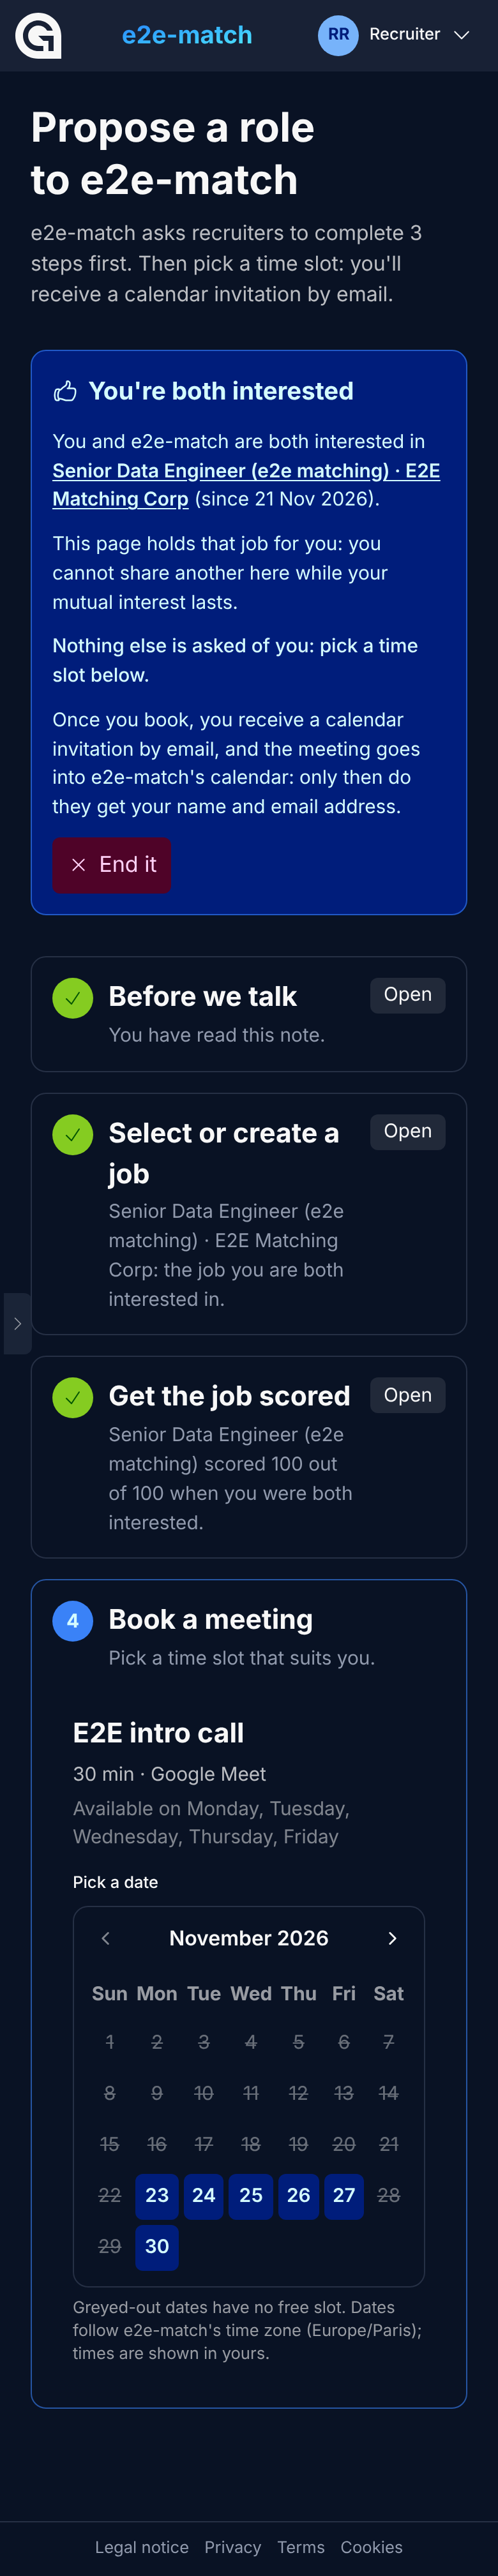 e2e-match
RR Recruiter
Propose a role
to e2e-match
e2e-match asks recruiters to complete 3
steps first. Then pick a time slot: you'll
receive a calendar invitation by email.
You're both interested
You and e2e-match are both interested in
Senior Data Engineer (e2e matching) · E2E
Matching Corp (since 21 Nov 2026).
This page holds that job for you: you
cannot share another here while your
mutual interest lasts.
Nothing else is asked of you: pick a time
slot below.
Once you book, you receive a calendar
invitation by email, and the meeting goes
into e2e-match's calendar: only then do
they get your name and email address.
End it
Before we talk
Open
You have read this note.
Select or create a
job
Open
Senior Data Engineer (e2e
matching) · E2E Matching
Corp: the job you are both
interested in.
Get the job scored
Open
Senior Data Engineer (e2e
matching) scored 100 out
of 100 when you were both
interested.
4 Book a meeting
Pick a time slot that suits you.
E2E intro call
30 min · Google Meet
Available on Monday, Tuesday,
Wednesday, Thursday, Friday
Pick a date
November 2026
Sun Mon Tue Wed Thu Fri Sat
1 2 3 4 5 6 7
8 9 10 11 12 13 14
15 16 17 18 19 20 21
22 23 24 25 26 27 28
29 30
Greyed-out dates have no free slot. Dates
follow e2e-match's time zone (Europe/Paris);
times are shown in yours.
Legal notice Privacy Terms Cookies